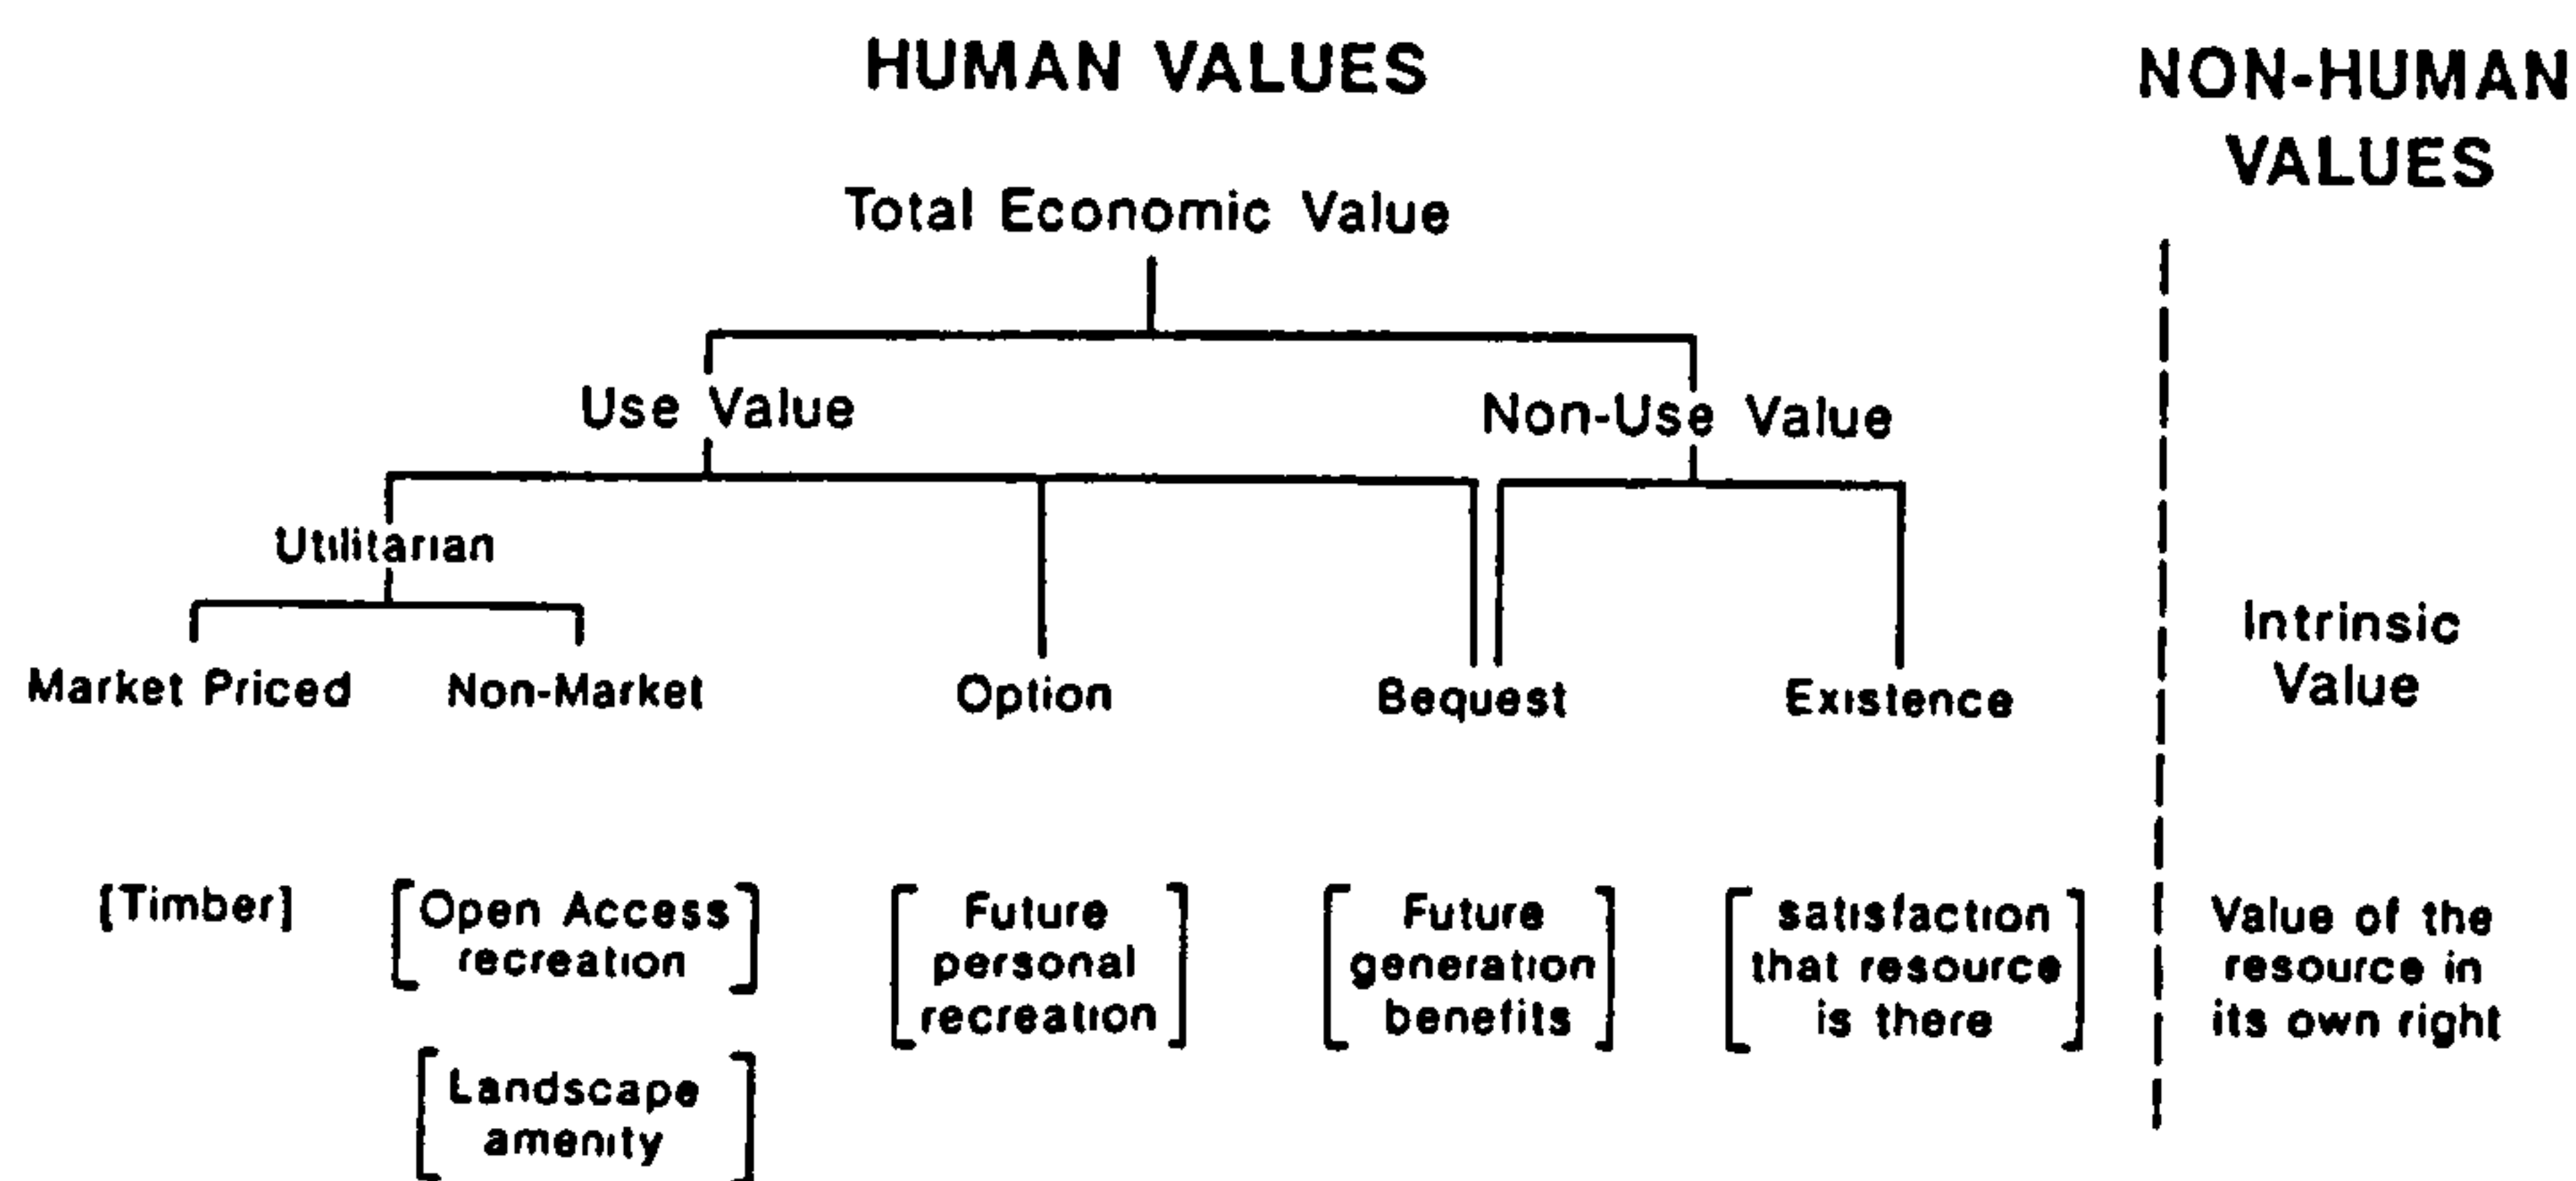 HUMAN VALUES
NON-HUMAN
VALUES
Total Economic Value
Use Value
Non-Use Value
Utilitarian
Market Priced
Non-Market
Option
Bequest
Existence
Intrinsic
Value
[Timber]
[Open Access
recreation]
[Landscape
amenity]
[Future
personal
recreation]
[Future
generation
benefits]
[satisfaction
that resource
is there]
Value of the
resource in
its own right